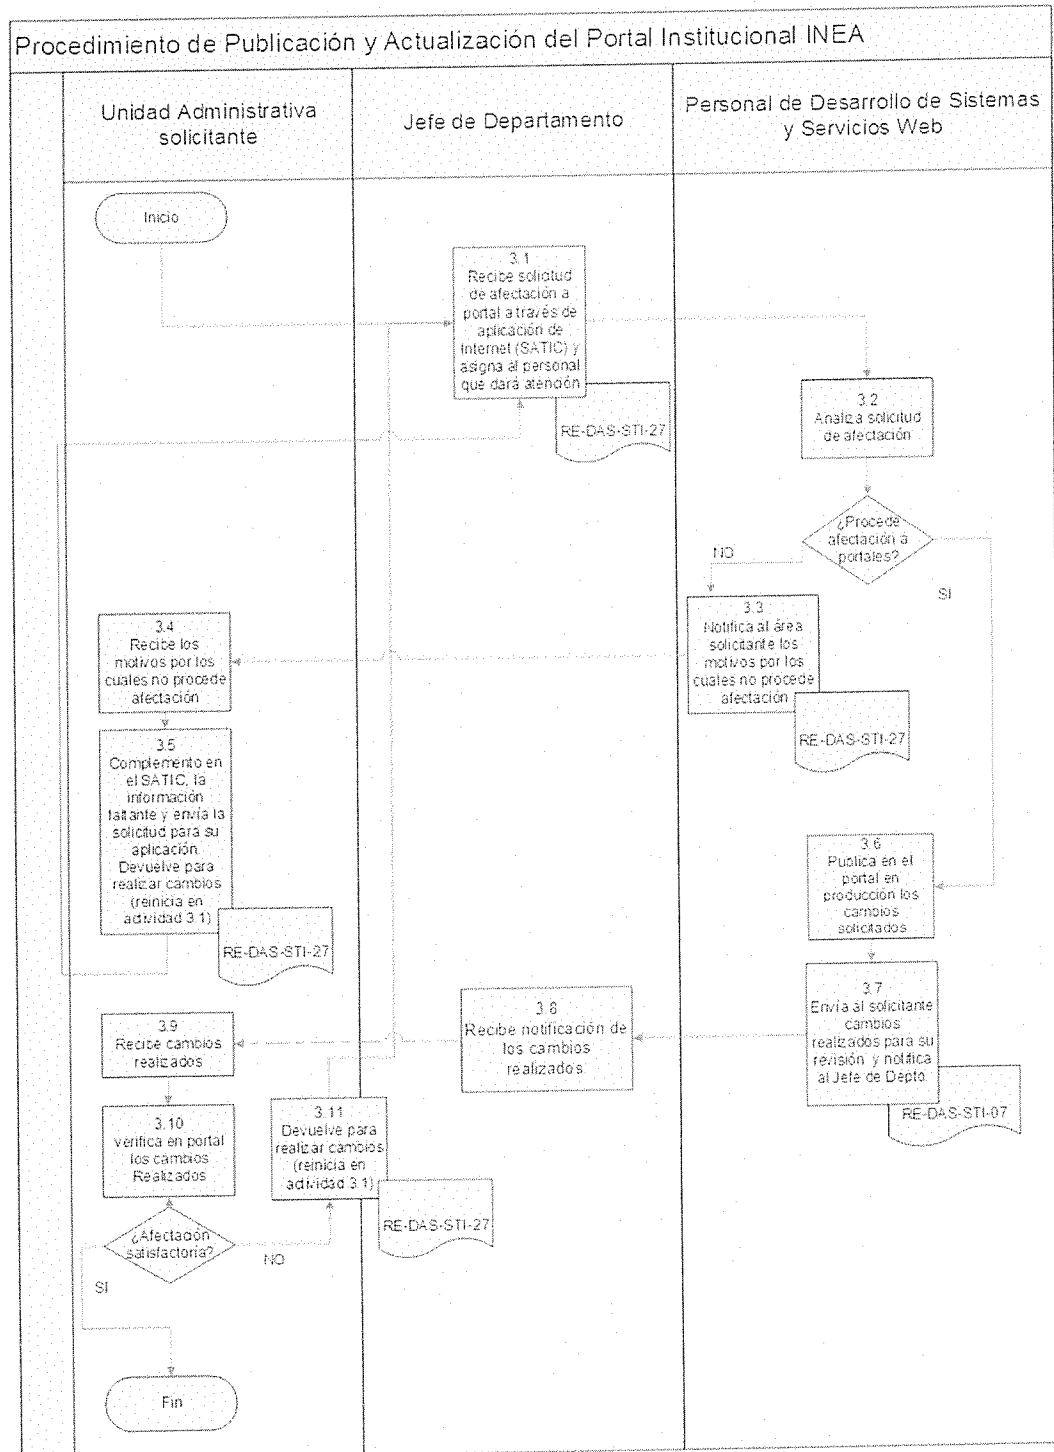 Procedimiento de Publicación y Actualización del Portal Institucional INEA
Unidad Administrativa
solicitante
Jefe de Departamento
Personal de Desarrollo de Sistemas
y Servicios Web
Inicio
3.1
Recibe solicitud
de afectación a
portal a través de
aplicación de
Internet (SATIC) y
asigna al personal
que dará atención
RE-DAS-STI-27
3.2
Analiza solicitud
de afectación
¿Procede
afectación a
portales?
NO
SI
3.3
Notifica al área
solicitante los
motivos por los
cuales no procede
afectación
RE-DAS-STI-27
3.4
Recibe los
motivos por los
cuales no procede
afectación
3.5
Complemento en
el SATIC, la
información
faltante y envía la
solicitud para su
aplicación.
Devuelve para
realizar cambios
(reinicia en
actividad 3.1)
RE-DAS-STI-27
3.6
Publica en el
portal en
producción los
cambios
solicitados
3.7
Envía al solicitante
cambios
realizados para su
revisión y notifica
al Jefe de Depto.
RE-DAS-STI-07
3.8
Recibe notificación de
los cambios
realizados.
3.9
Recibe cambios
realizados
3.10
verifica en portal
los cambios
Realizados
3.11
Devuelve para
realizar cambios
(reinicia en
actividad 3.1)
RE-DAS-STI-27
¿Afectación
satisfactoria?
NO
SI
Fin